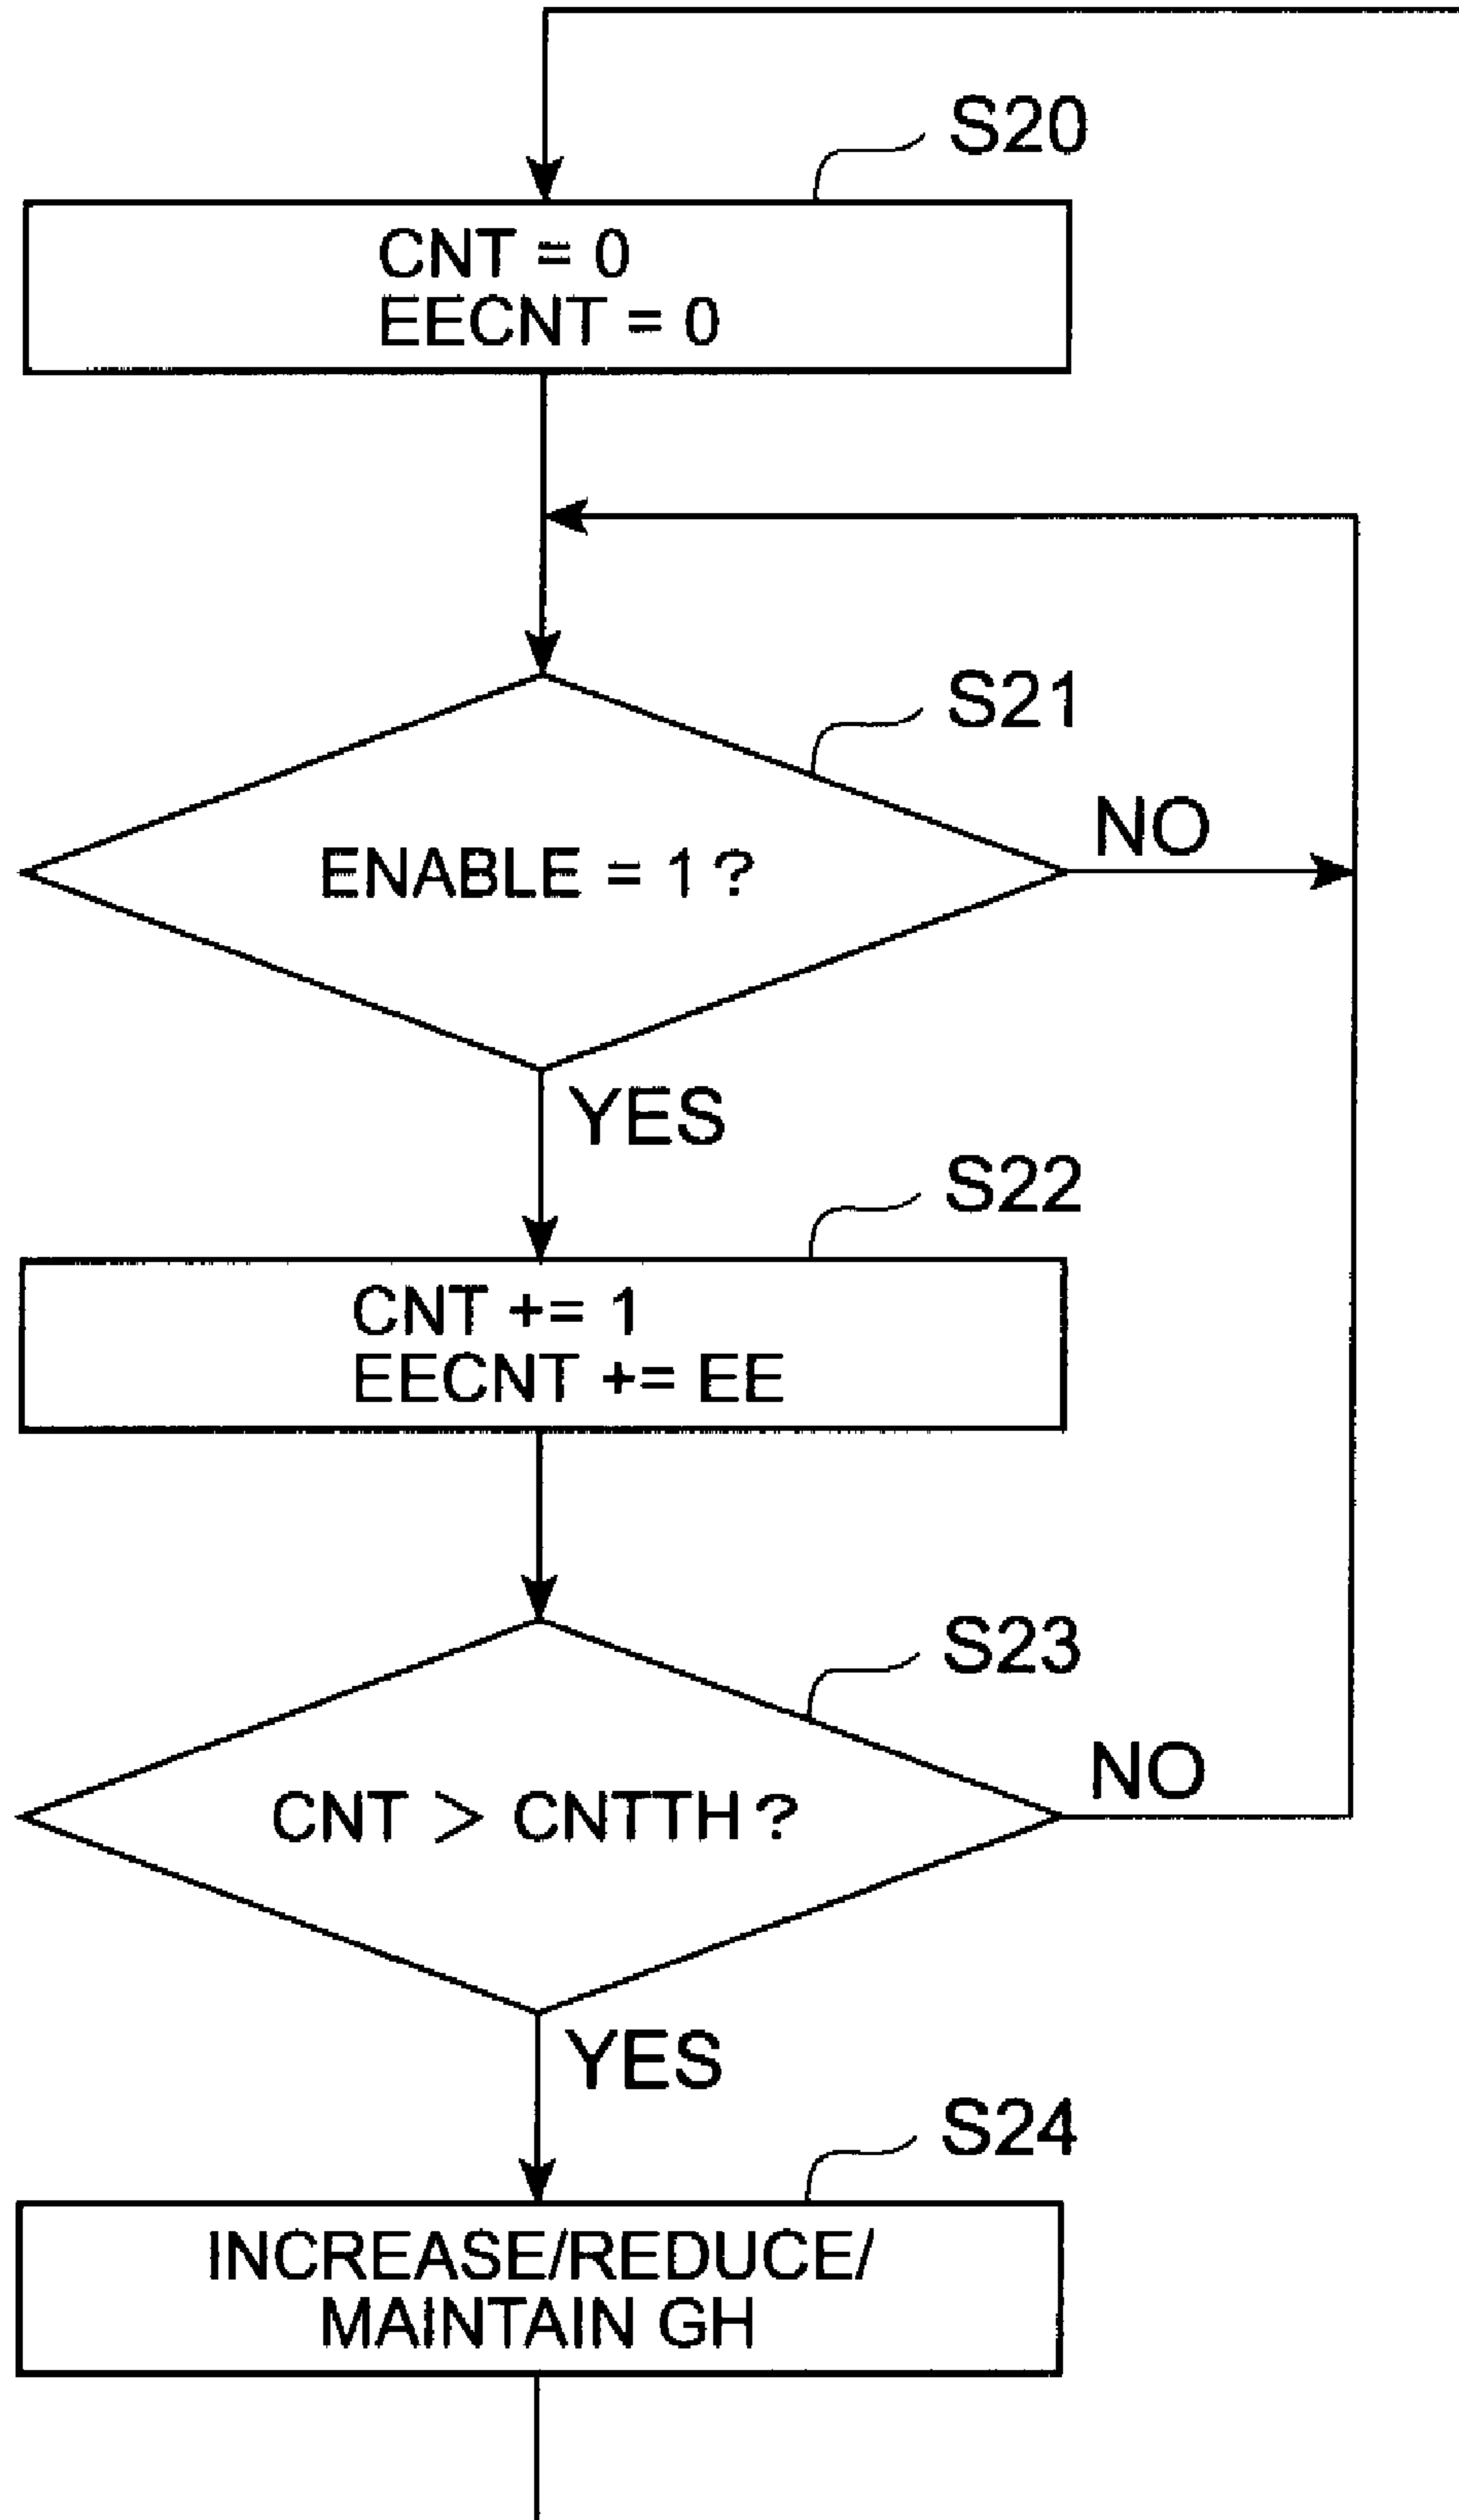 S20
CNT = 0
EECNT = 0
S21
ENABLE = 1 ?
NO
YES
S22
CNT += 1
EECNT += EE
S23
CNT > CNTTH ?
NO
YES
S24
INCREASE/REDUCE/
MAINTAIN GH